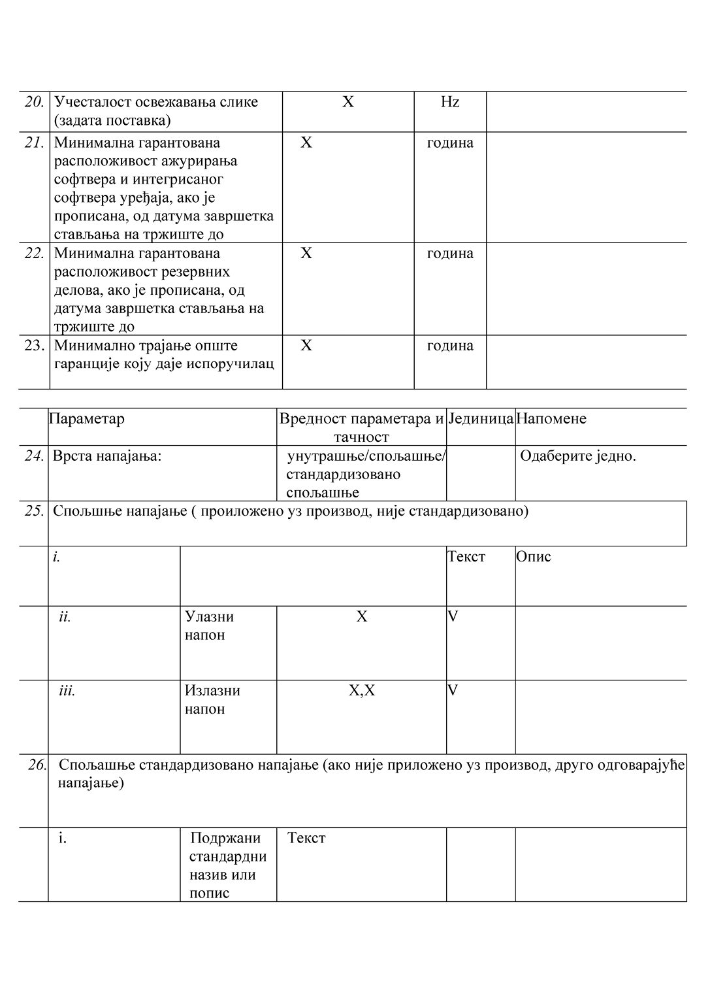 20. Учесталост освежавања слике X Hz
(задата поставка)
21. Минимална гарантована X година
расположивост ажурирања
софтвера и интегрисаног
софтвера уређаја, ако је
прописана, од датума завршетка
стављања на тржиште до
22. Минимална гарантована X година
расположивост резервних
делова, ако је прописана, од
датума завршетка стављања на
тржиште до
23. Минимално трајање опште X година
гаранције коју даје испоручилац
Параметар Вредност параметара и Јединица Напомене
тачност
24. Врста напајања: унутрашње/спољашње/ Одаберите једно.
стандардизовано
спољашње
25. Спољшње напајање ( проиложено уз производ, није стандардизовано)
i. Текст Опис
ii. Улазни X V
напон
iii. Излазни X,X V
напон
26. Спољашње стандардизовано напајање (ако није приложено уз производ, друго одговарајуће
напајање)
i. Подржани Текст
стандардни
назив или
попис